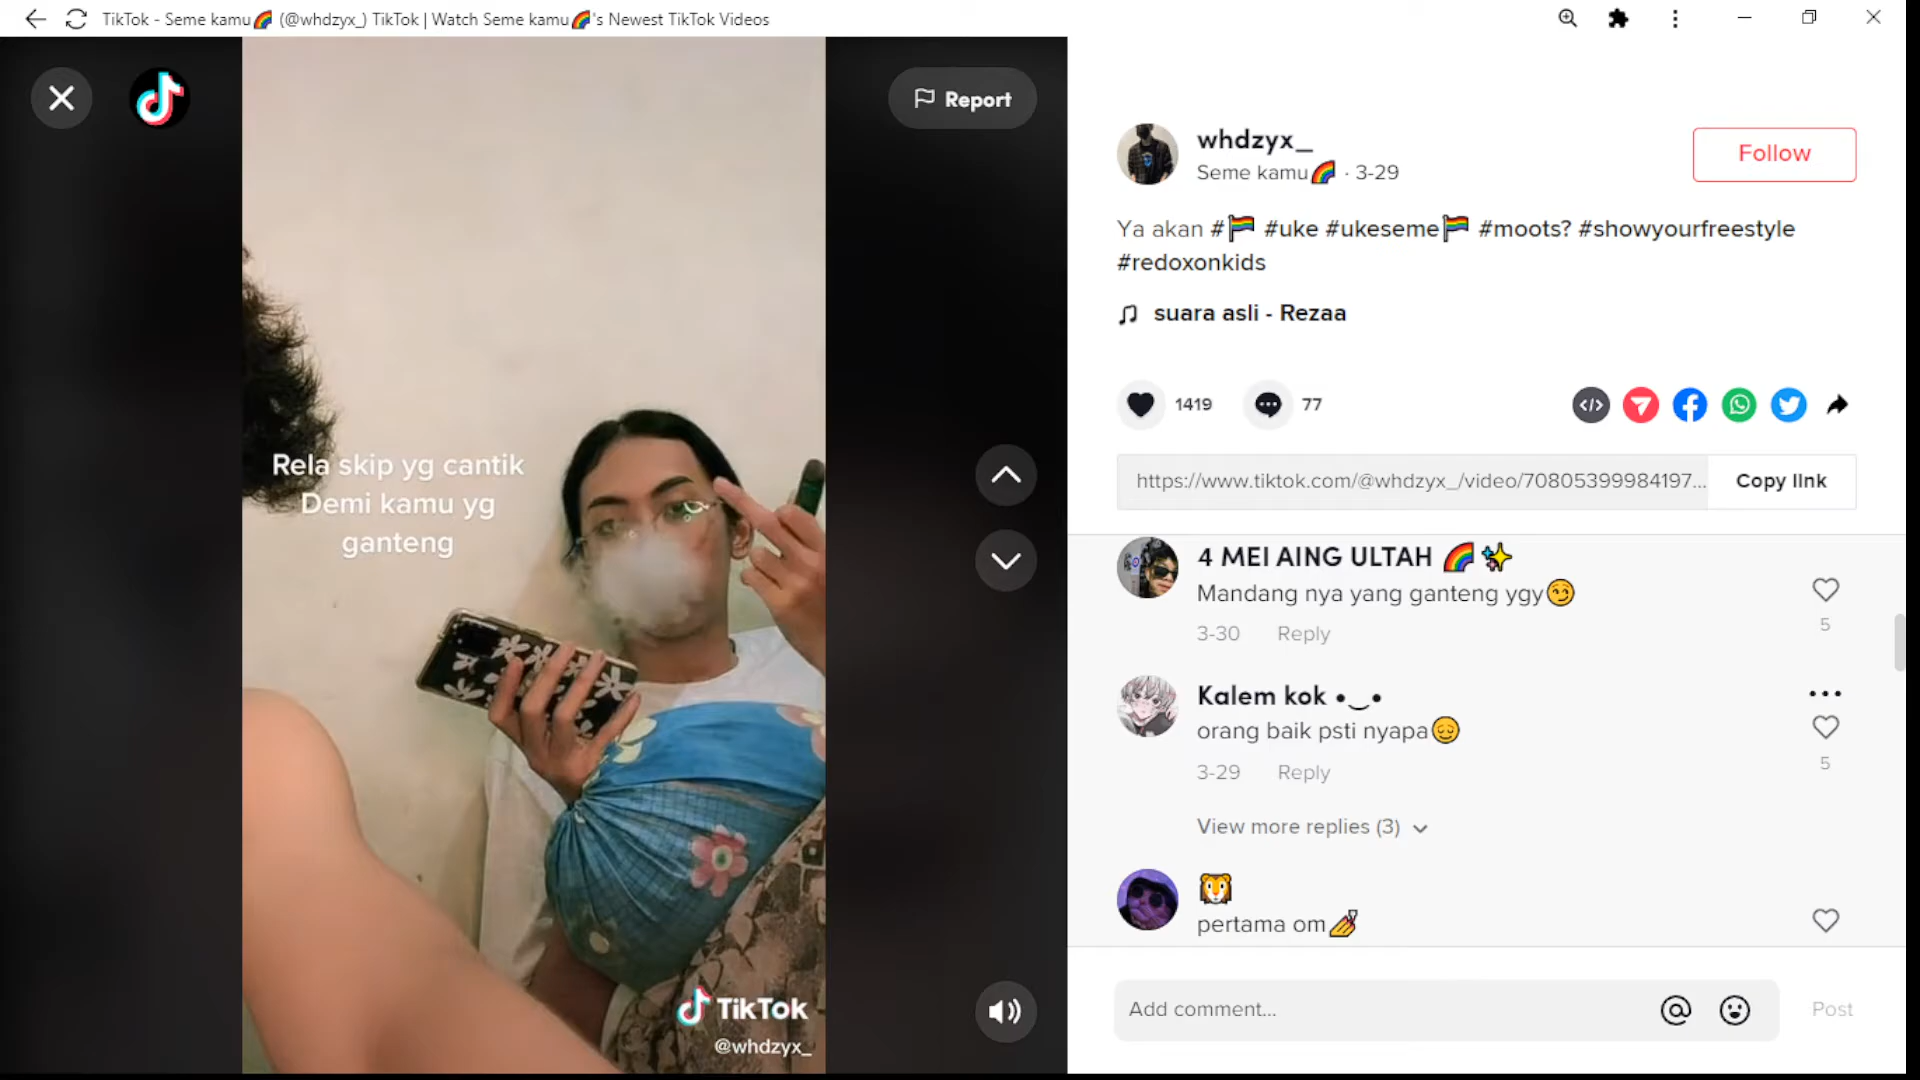 TikTok - Seme kamu🌈 (@whdzyx_) TikTok | Watch Seme kamu🌈's Newest TikTok Videos
Report
Rela skip yg cantik
Demi kamu yg
ganteng
TikTok
@whdzyx_
whdzyx_
Seme kamu🌈 · 3-29
Follow
Ya akan #🏳️‍🌈 #uke #ukeseme🏳️‍🌈 #moots? #showyourfreestyle
#redoxonkids
suara asli - Rezaa
1419
77
https://www.tiktok.com/@whdzyx_/video/70805399984197...
Copy link
4 MEI AING ULTAH 🌈✨
Mandang nya yang ganteng ygy😏
5
3-30 Reply
Kalem kok •‿•
orang baik psti nyapa😌
5
3-29 Reply
View more replies (3)
🐯
pertama om💅
Add comment...
Post